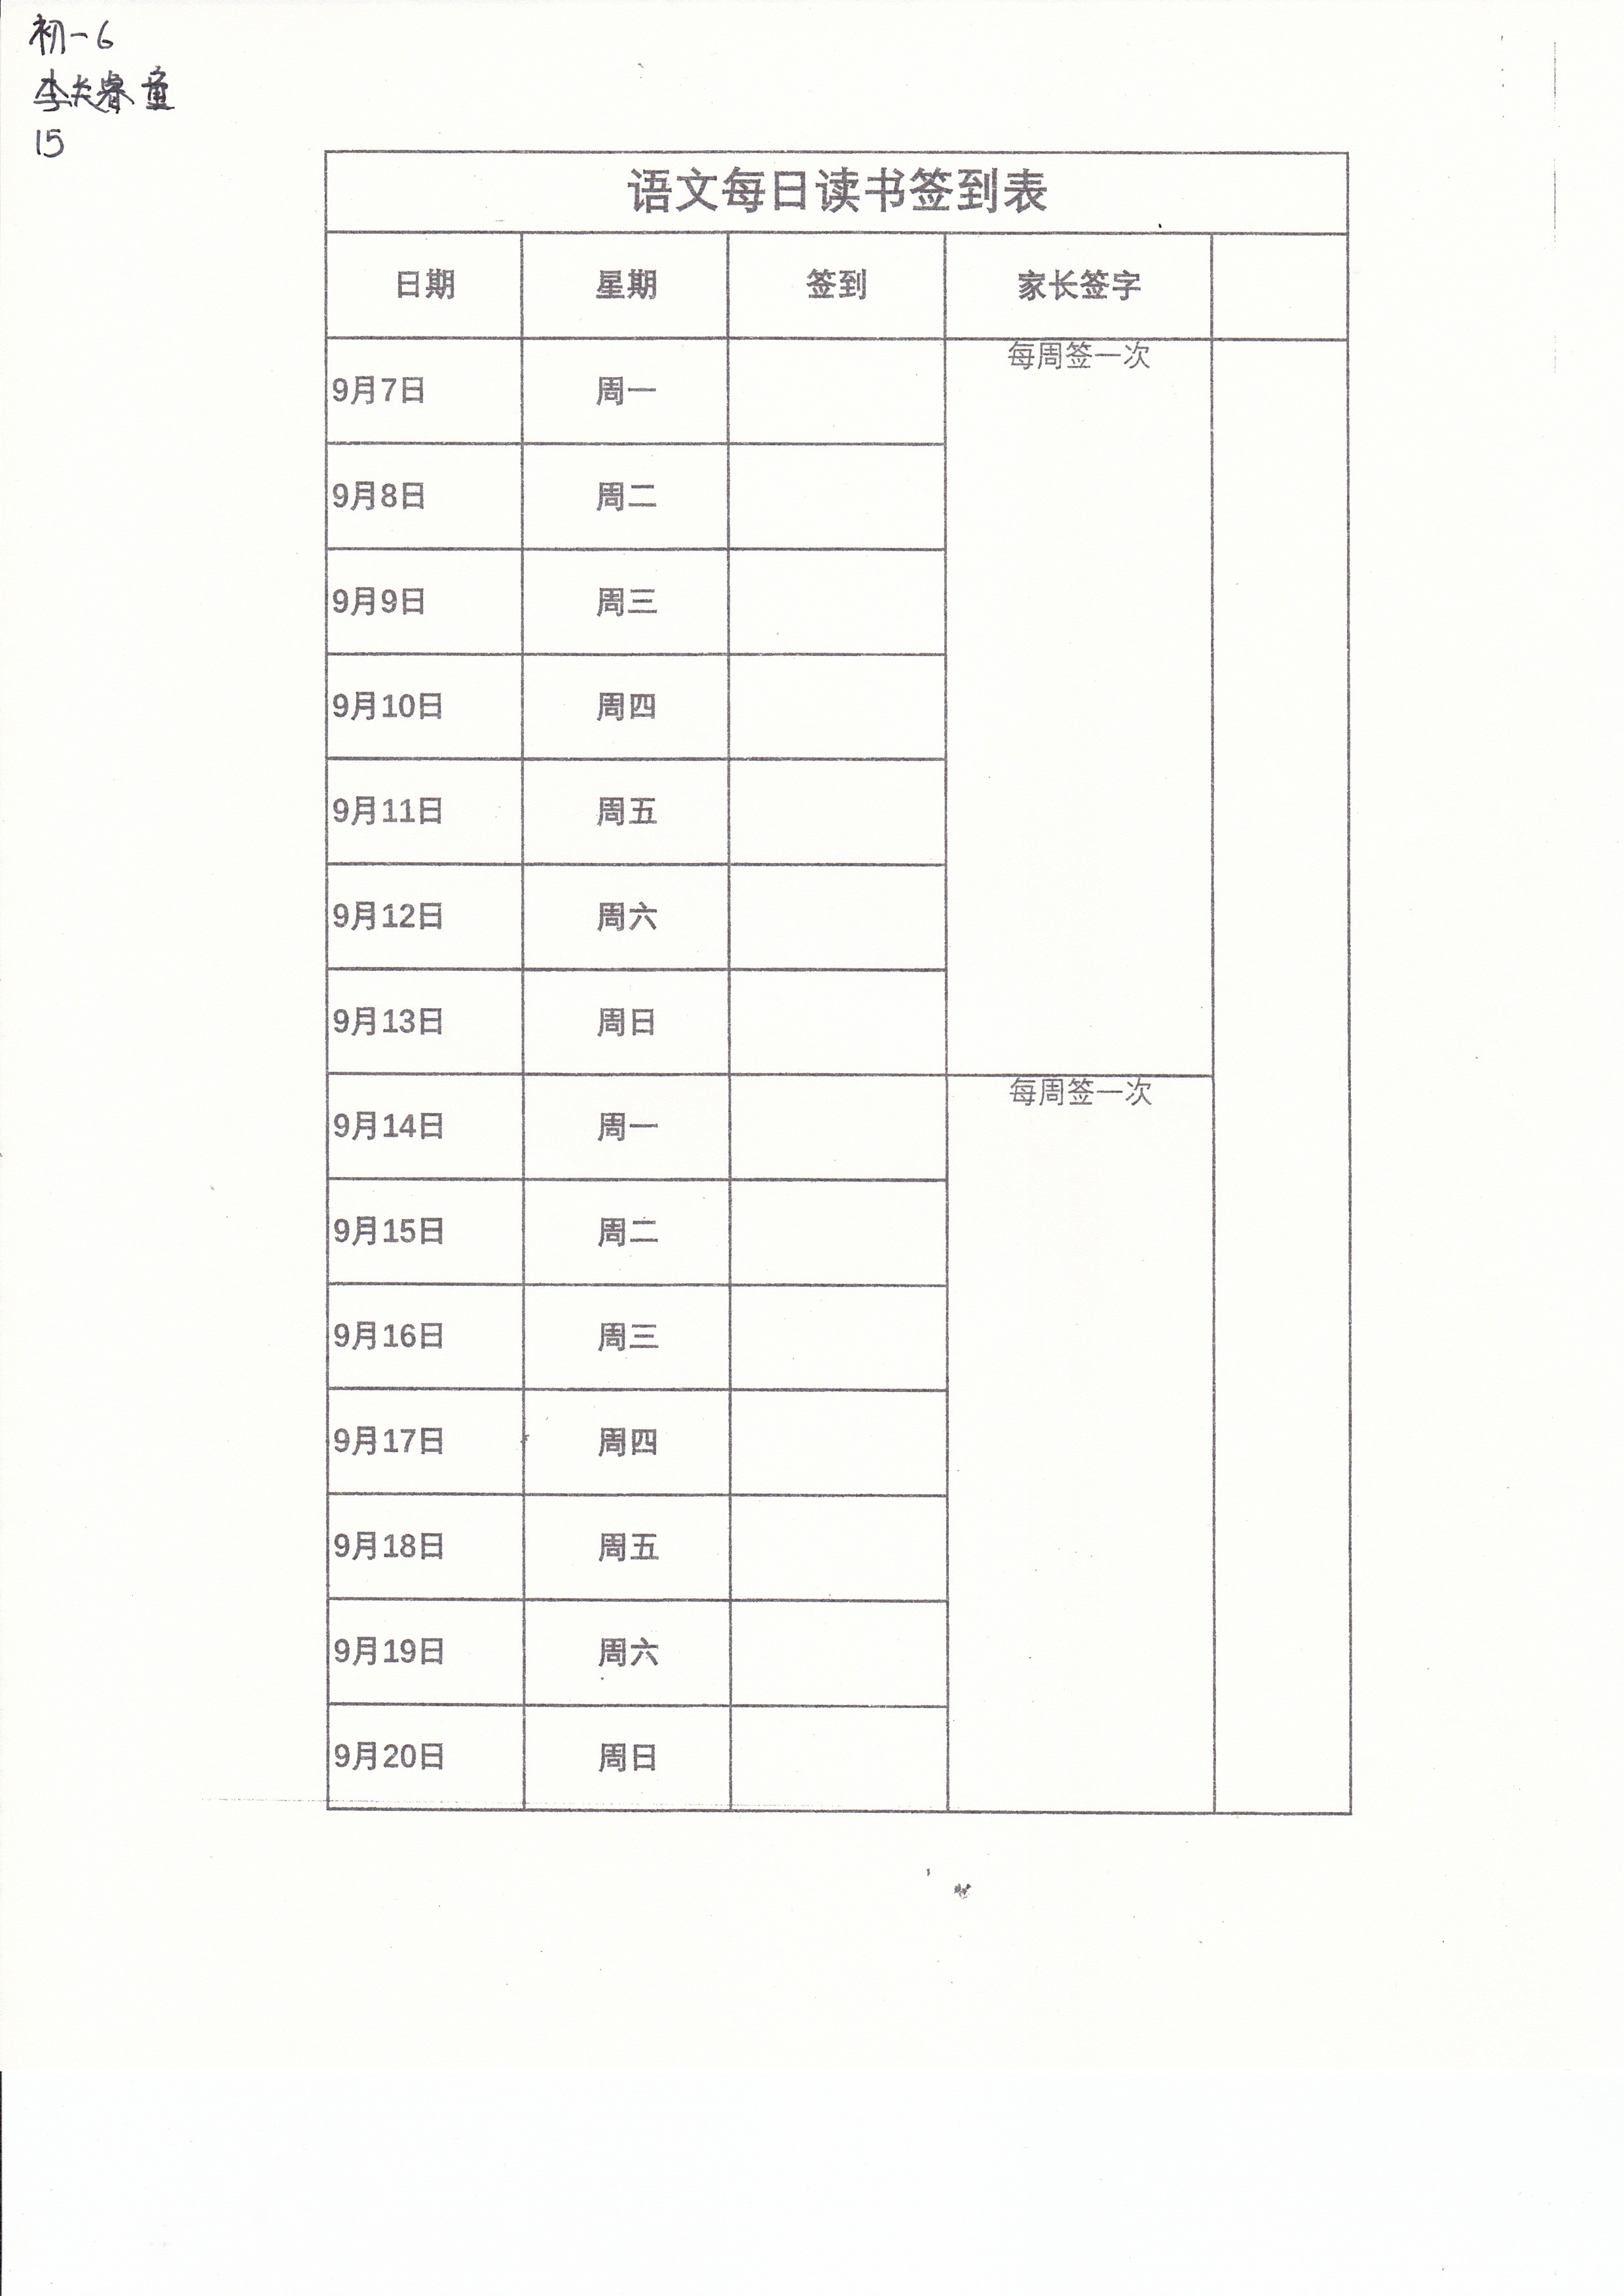 初一6
李炎睿童
15
语文每日读书签到表
日期 星期 签到 家长签字
每周签一次
9月7日 周一
9月8日 周二
9月9日 周三
9月10日 周四
9月11日 周五
9月12日 周六
9月13日 周日
每周签一次
9月14日 周一
9月15日 周二
9月16日 周三
9月17日 周四
9月18日 周五
9月19日 周六
9月20日 周日